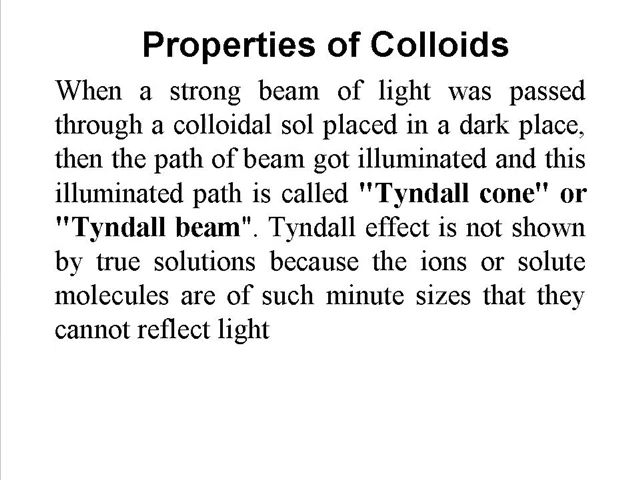 Properties of Colloids
When a strong beam of light was passed
through a colloidal sol placed in a dark place,
then the path of beam got illuminated and this
illuminated path is called "Tyndall cone" or
"Tyndall beam". Tyndall effect is not shown
by true solutions because the ions or solute
molecules are of such minute sizes that they
cannot reflect light